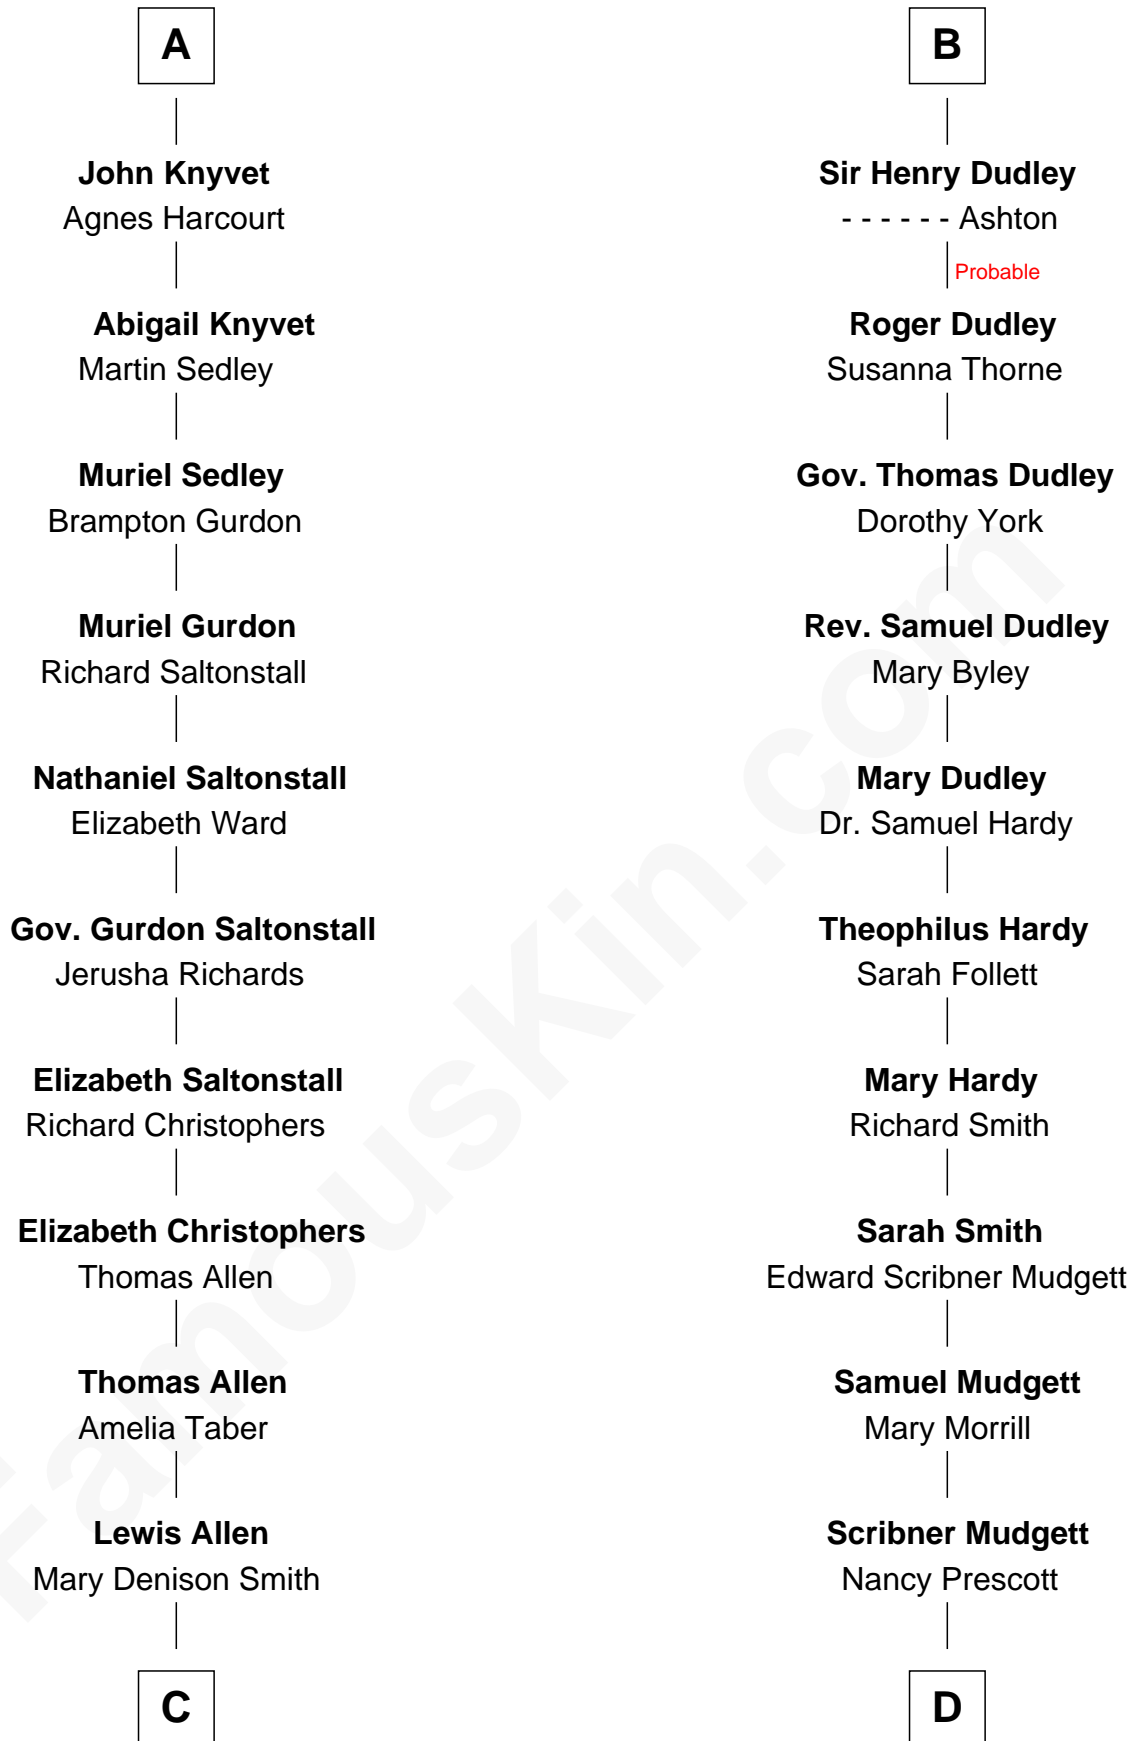 A
John Knyvet
Agnes Harcourt
Abigail Knyvet
Martin Sedley
Muriel Sedley
Brampton Gurdon
Muriel Gurdon
Richard Saltonstall
Nathaniel Saltonstall
Elizabeth Ward
Gov. Gurdon Saltonstall
Jerusha Richards
Elizabeth Saltonstall
Richard Christophers
Elizabeth Christophers
Thomas Allen
Thomas Allen
Amelia Taber
Lewis Allen
Mary Denison Smith
C
B
Sir Henry Dudley
- - - - - - Ashton
Probable
Roger Dudley
Susanna Thorne
Gov. Thomas Dudley
Dorothy York
Rev. Samuel Dudley
Mary Byley
Mary Dudley
Dr. Samuel Hardy
Theophilus Hardy
Sarah Follett
Mary Hardy
Richard Smith
Sarah Smith
Edward Scribner Mudgett
Samuel Mudgett
Mary Morrill
Scribner Mudgett
Nancy Prescott
D
FamousKin.com